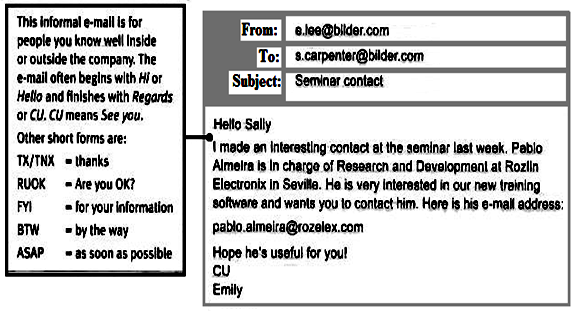 This informal e-mail is for
people you know well inside
or outside the company. The
e-mail often begins with Hi or
Hello and finishes with Regards
or CU. CU means See you.
Other short forms are:
TX/TNX = thanks
RUOK = Are you OK?
FYI = for your information
BTW = by the way
ASAP = as soon as possible
From: e.lee@bilder.com
To: s.carpenter@bilder.com
Subject: Seminar contact
Hello Sally
I made an interesting contact at the seminar last week. Pablo
Almeira is in charge of Research and Development at Rozlin
Electronix in Seville. He is very interested in our new training
software and wants you to contact him. Here is his e-mail address:
pablo.almeira@rozelex.com
Hope he's useful for you!
CU
Emily